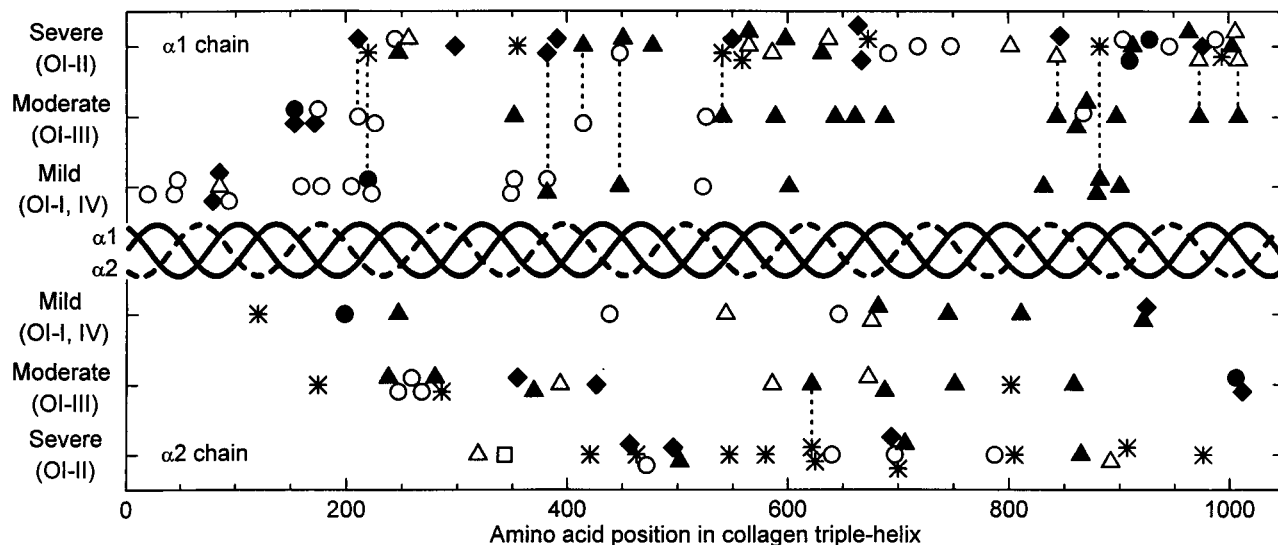 Severe
(OI-II)
α1 chain
Moderate
(OI-III)
Mild
(OI-I, IV)
α1
α2
Mild
(OI-I, IV)
Moderate
(OI-III)
Severe
(OI-II)
α2 chain
0 200 400 600 800 1000
Amino acid position in collagen triple-helix